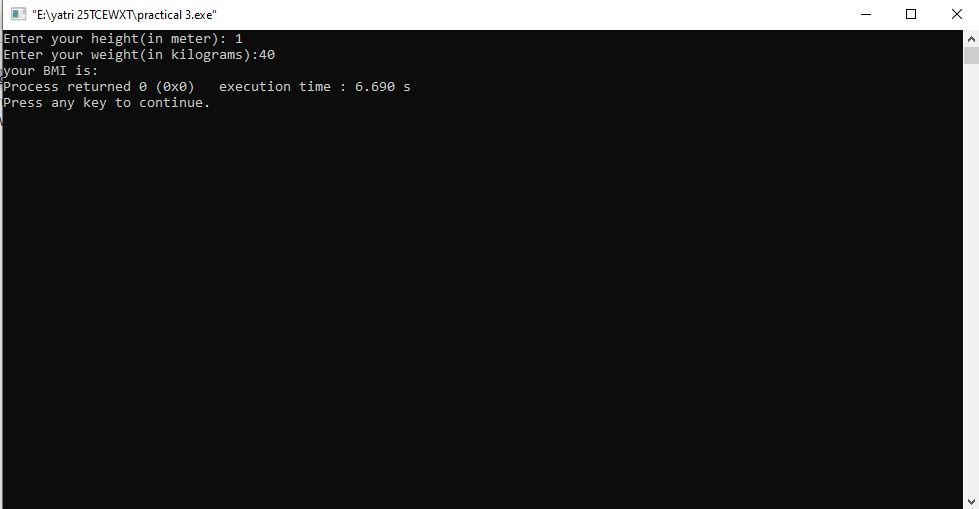 "E:\yatri 25TCEWXT\practical 3.exe"
Enter your height(in meter): 1
Enter your weight(in kilograms):40
your BMI is:
Process returned 0 (0x0)   execution time : 6.690 s
Press any key to continue.